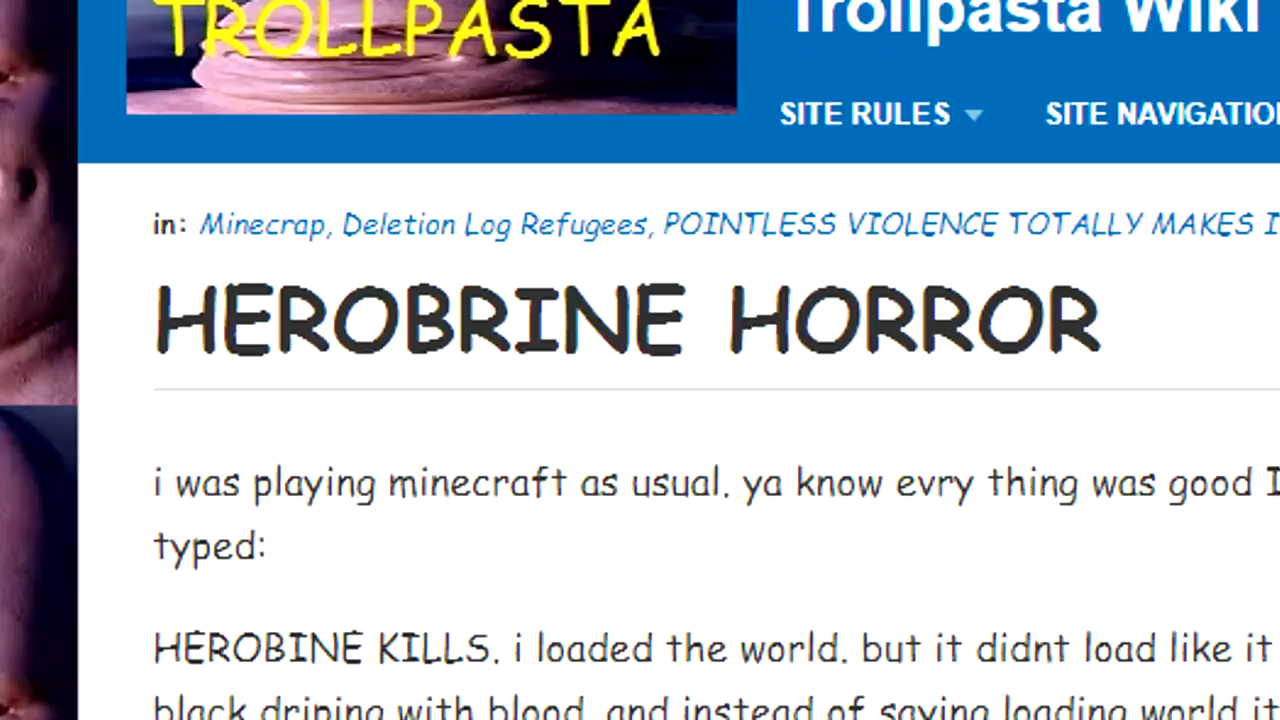 TROLLPASTA
Trollpasta Wiki
SITE RULES SITE NAVIGATION
in: Minecrap, Deletion Log Refugees, POINTLESS VIOLENCE TOTALLY MAKES
HEROBRINE HORROR
i was playing minecraft as usual. ya know evry thing was good I
typed:
HEROBINE KILLS. i loaded the world. but it didnt load like it
black driping with blood. and instead of saying loading world it